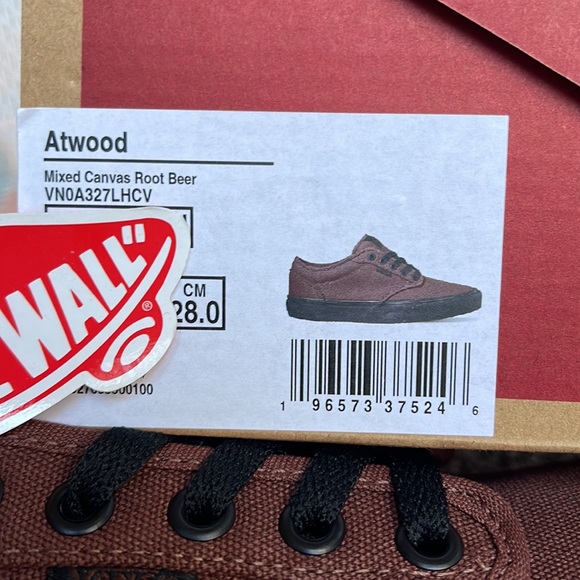 Atwood
Mixed Canvas Root Beer
VN0A327LHCV
WALL"
®
CM
28.0
1 96573 37524 6